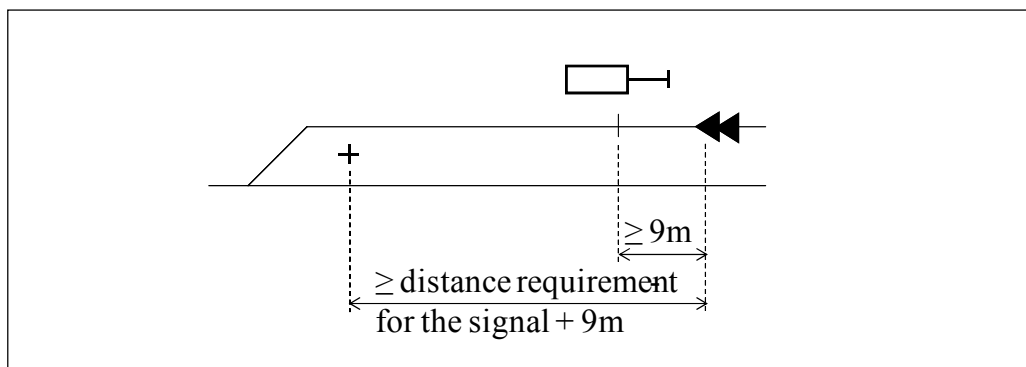 ≥ 9m
≥ distance requirement
for the signal + 9m